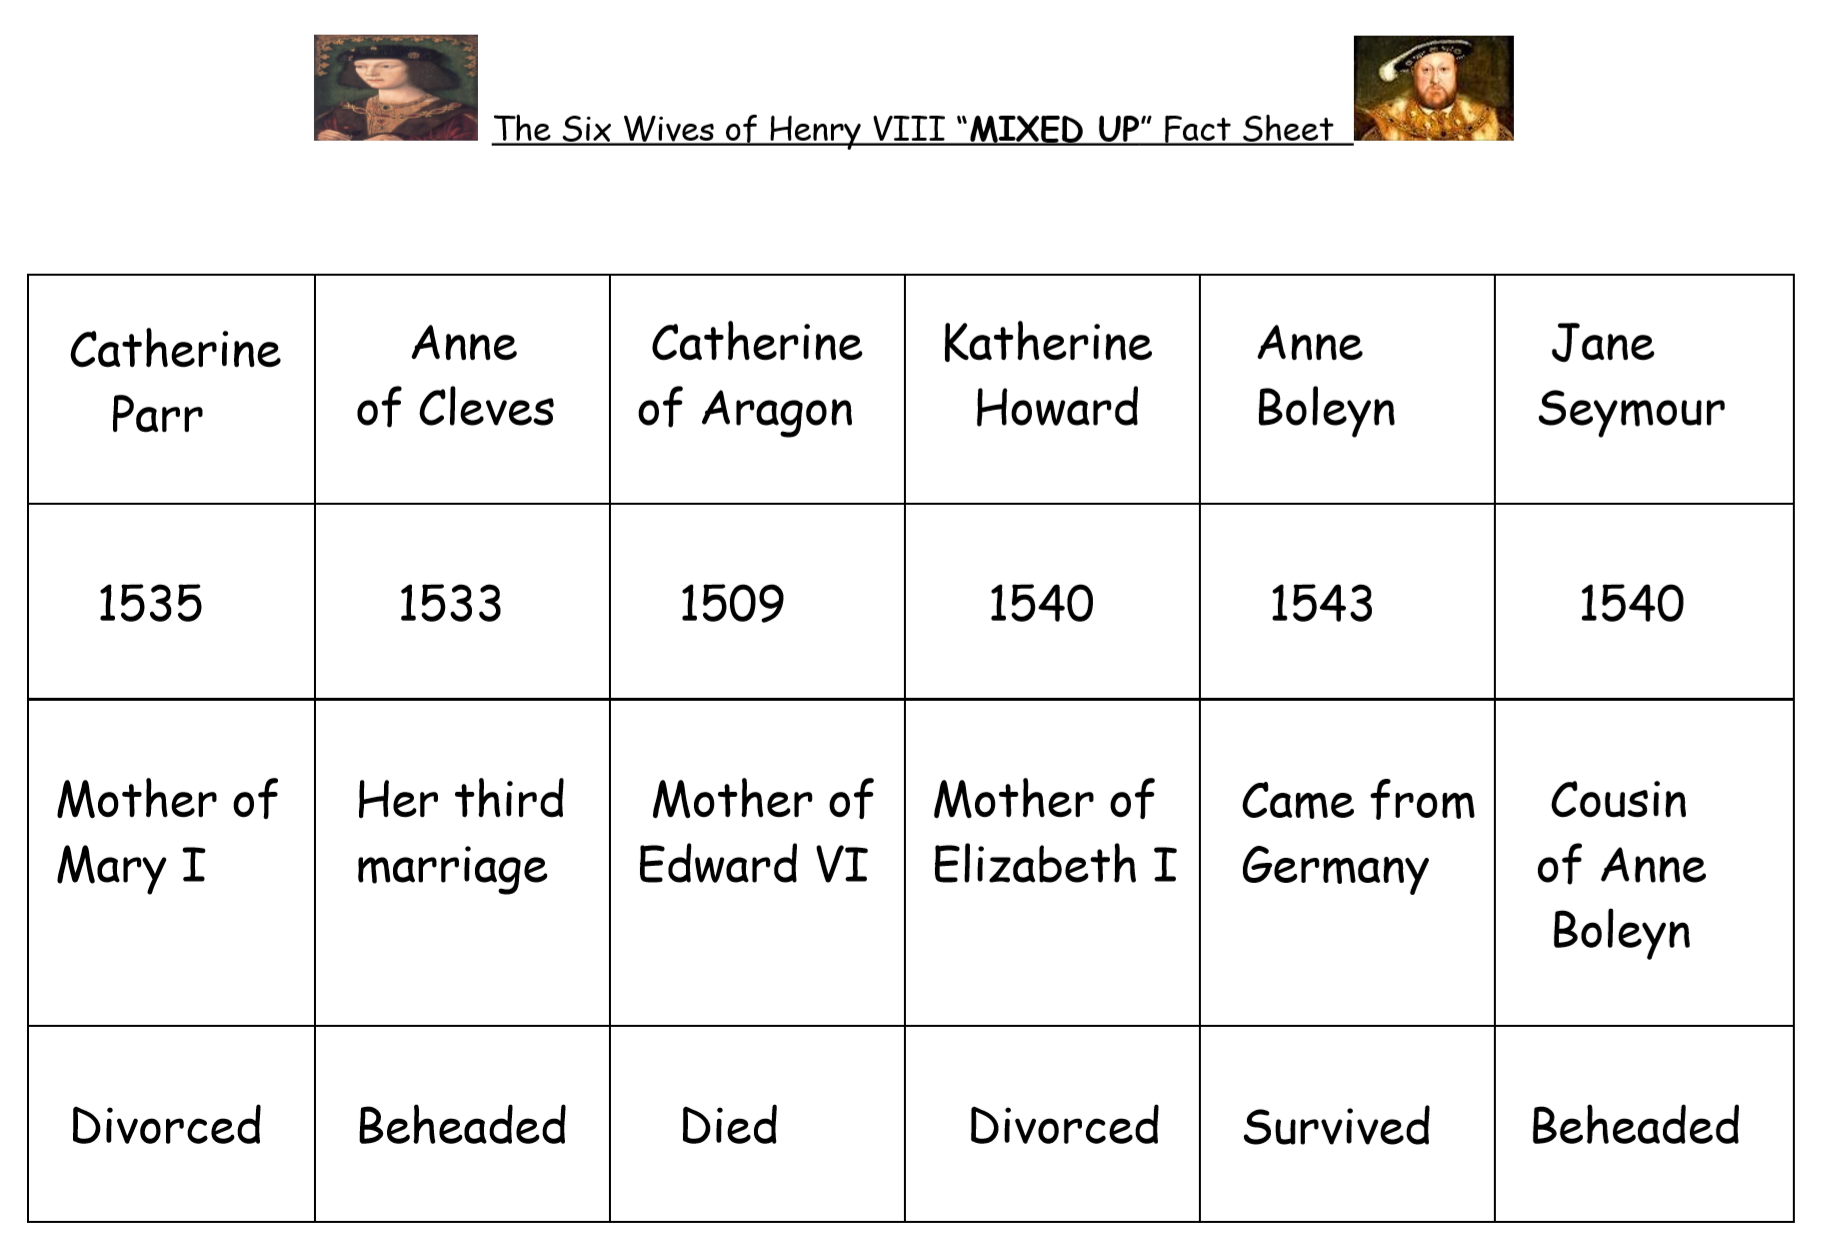 The Six Wives of Henry VIII “MIXED UP” Fact Sheet
Catherine
Parr
Anne
of Cleves
Catherine
of Aragon
Katherine
Howard
Anne
Boleyn
Jane
Seymour
1535
1533
1509
1540
1543
1540
Mother of
Mary I
Her third
marriage
Mother of
Edward VI
Mother of
Elizabeth I
Came from
Germany
Cousin
of Anne
Boleyn
Divorced
Beheaded
Died
Divorced
Survived
Beheaded